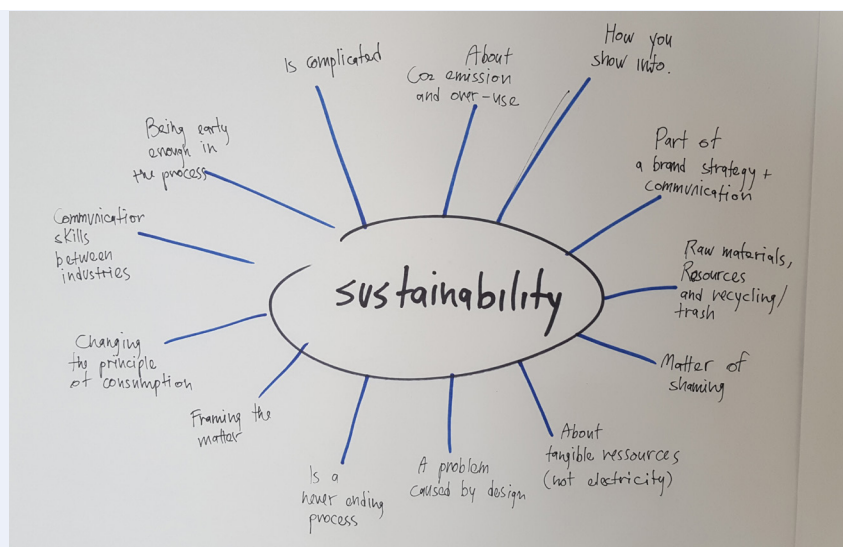 sustainability
Is complicated
About
CO2 emission
and over-use
How you
show into.
Part of
a brand strategy +
communication
Raw materials,
Resources
and recycling/
trash
Matter of
shaming
About
tangible ressources
(not electricity)
A problem
caused by design
Is a
never ending
process
Framing the
matter
Changing
the principle
of consumption
Communication
skills
between
industries
Being early
enough in
the process